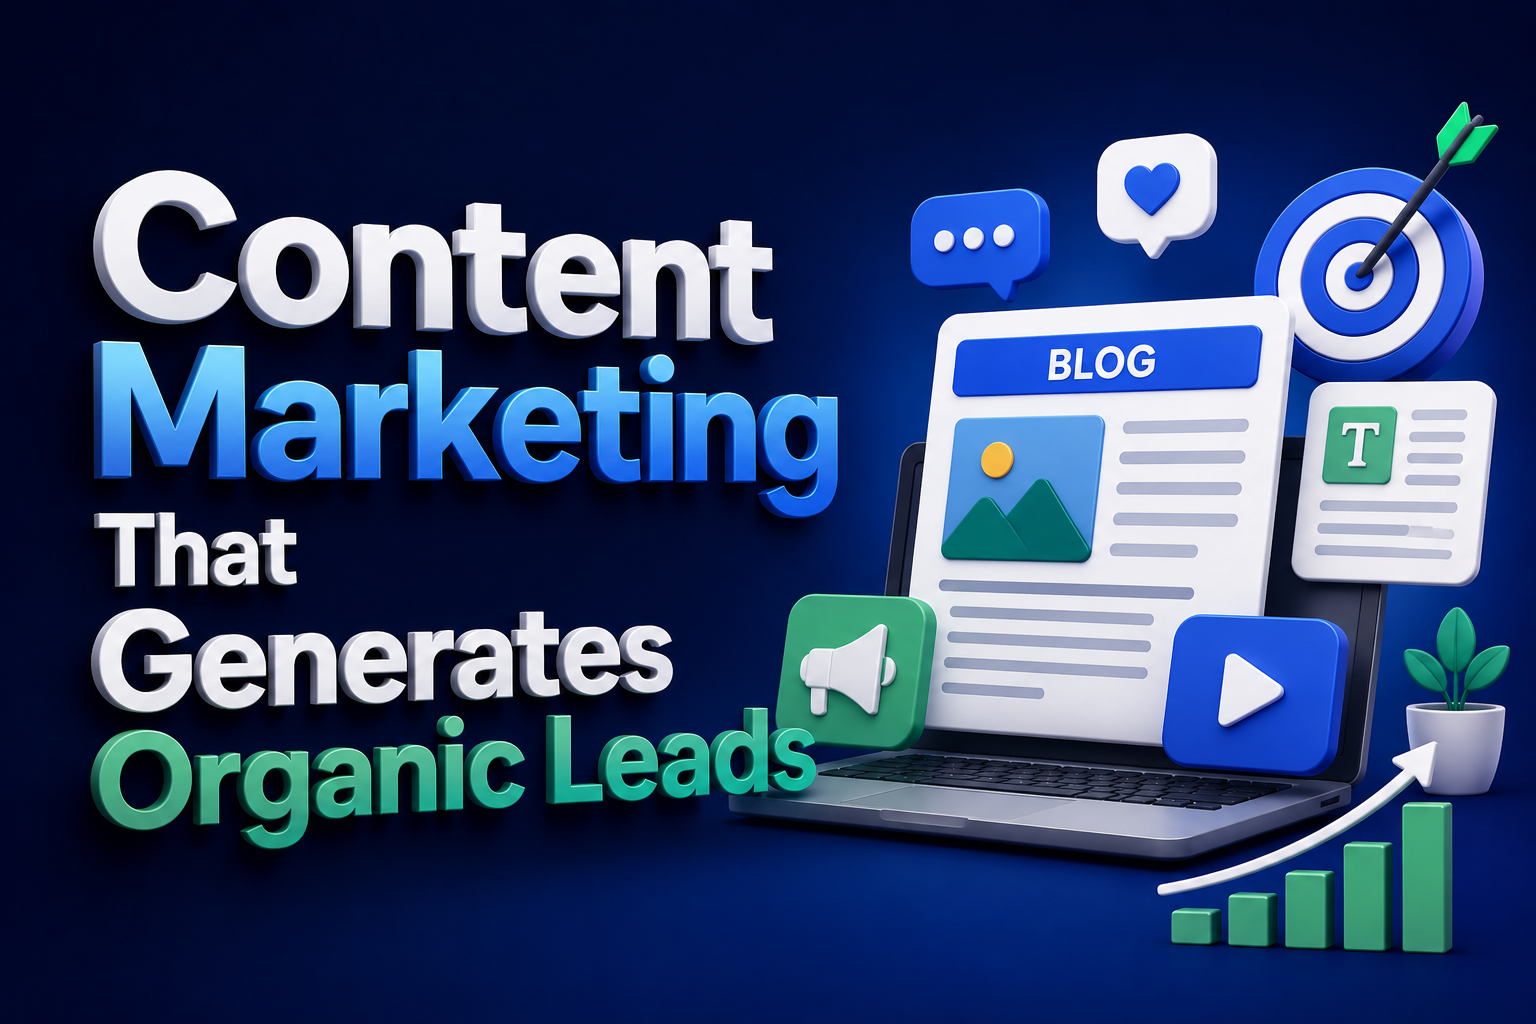 Content
Marketing
That
Generates
Organic Leads
BLOG
T